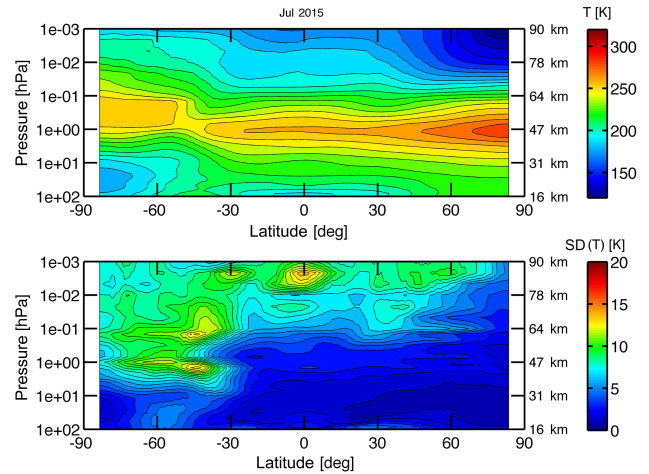 Jul 2015
T [K]
1e-03
1e-02
1e-01
1e+00
1e+01
1e+02
Pressure [hPa]
90 km
78 km
64 km
47 km
31 km
16 km
300
250
200
150
-90
-60
-30
0
30
60
90
Latitude [deg]
SD (T) [K]
1e-03
1e-02
1e-01
1e+00
1e+01
1e+02
Pressure [hPa]
90 km
78 km
64 km
47 km
31 km
16 km
20
15
10
5
0
-90
-60
-30
0
30
60
90
Latitude [deg]